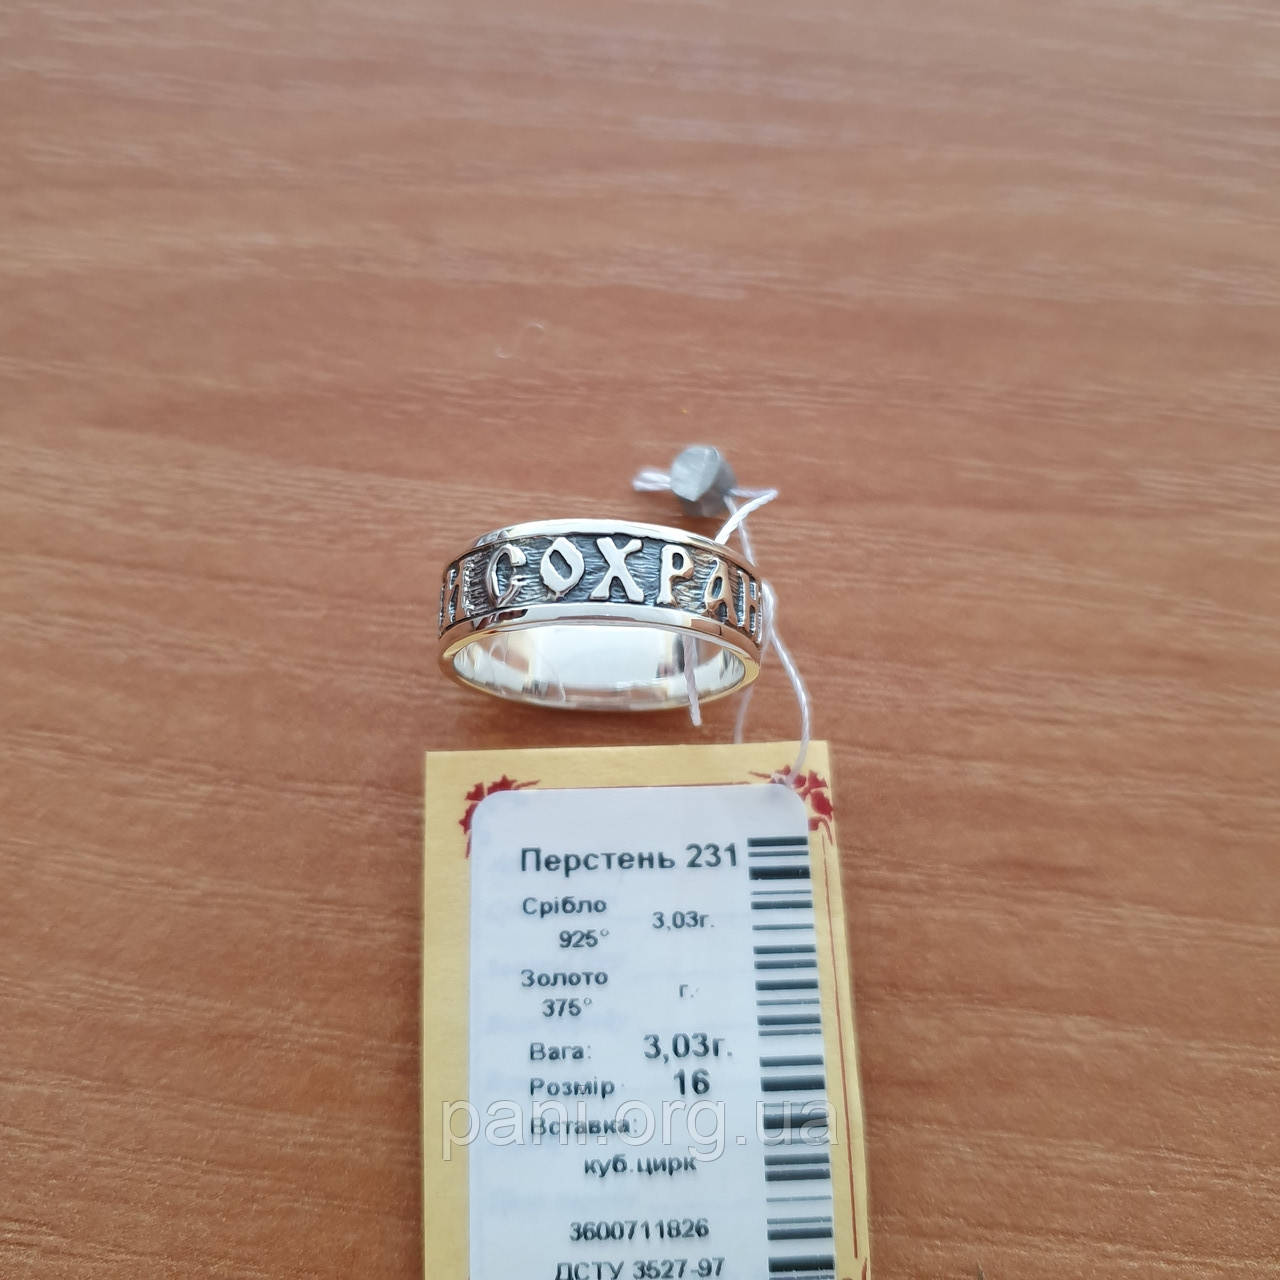 И СОХРАН
Перстень 231
Срібло 3,03г.
925°
Золото г.
375°
Вага: 3,03г.
Розмір 16
Вставка:
куб.цирк
3600711826
ДСТУ 3527-97
pani.org.ua